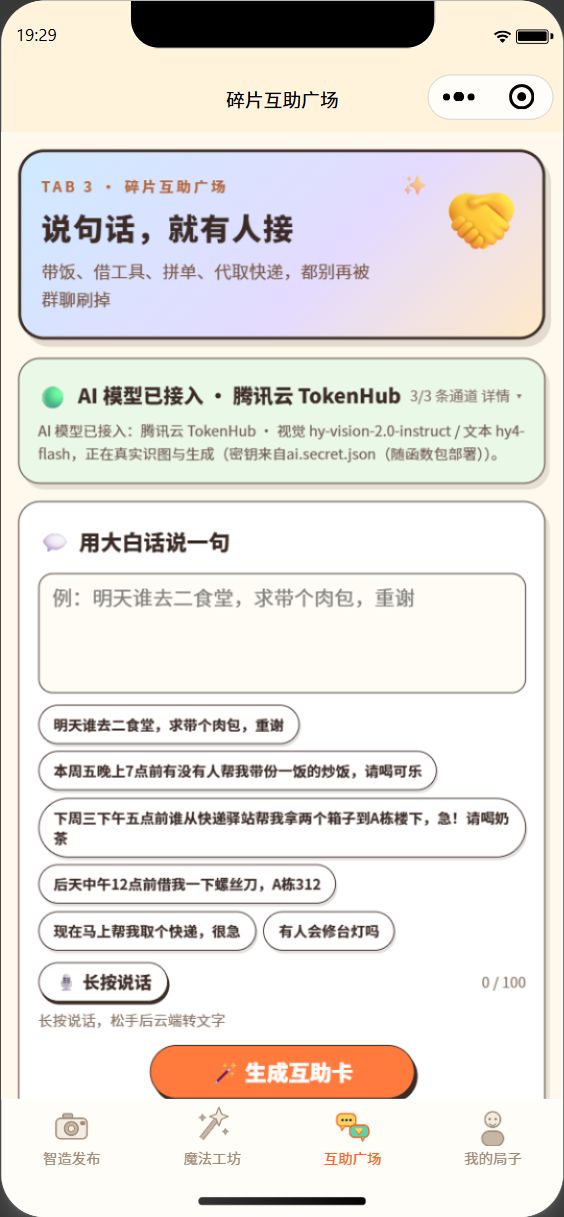 19:29
碎片互助广场
TAB 3 · 碎片互助广场
说句话，就有人接
带饭、借工具、拼单、代取快递，都别再被
群聊刷掉
AI 模型已接入 · 腾讯云 TokenHub 3/3 条通道 详情
AI 模型已接入：腾讯云 TokenHub · 视觉 hy-vision-2.0-instruct / 文本 hy4-
flash，正在真实识图与生成（密钥来自ai.secret.json（随函数包部署））。
用大白话说一句
例：明天谁去二食堂，求带个肉包，重谢
明天谁去二食堂，求带个肉包，重谢
本周五晚上7点前有没有人帮我带份一饭的炒饭，请喝可乐
下周三下午五点前谁从快递驿站帮我拿两个箱子到A栋楼下，急！请喝奶
茶
后天中午12点前借我一下螺丝刀，A栋312
现在马上帮我取个快递，很急 有人会修台灯吗
长按说话 0 / 100
长按说话，松手后云端转文字
生成互助卡
智造发布 魔法工坊 互助广场 我的局子